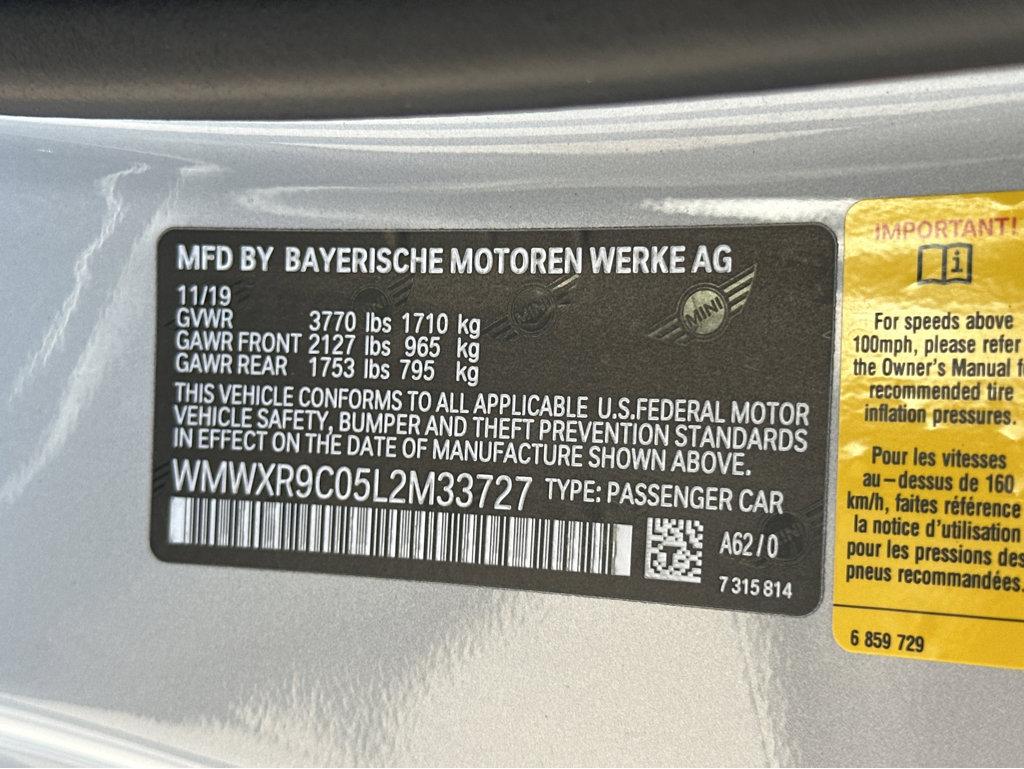 MFD BY BAYERISCHE MOTOREN WERKE AG
11/19
GVWR 3770 lbs 1710 kg
GAWR FRONT 2127 lbs 965 kg
GAWR REAR 1753 lbs 795 kg
THIS VEHICLE CONFORMS TO ALL APPLICABLE U.S.FEDERAL MOTOR
VEHICLE SAFETY, BUMPER AND THEFT PREVENTION STANDARDS
IN EFFECT ON THE DATE OF MANUFACTURE SHOWN ABOVE.
WMWXR9C05L2M33727 TYPE: PASSENGER CAR
A62/0
7 315 814
MINI
IMPORTANT!
For speeds above
100mph, please refer
the Owner's Manual
recommended tire
inflation pressures.
Pour les vitesses
au-dessus de 160
km/h, faites référence
la notice d'utilisation
pour les pressions des
pneus recommandées.
6 859 729